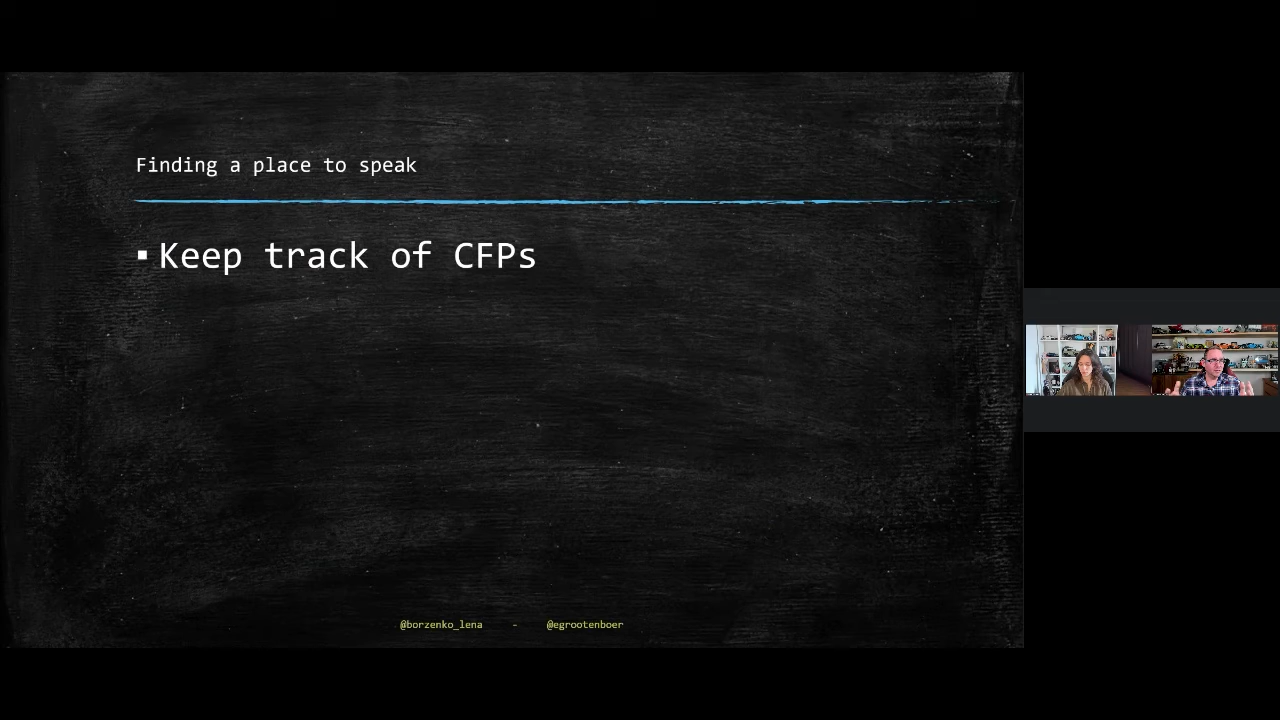 Finding a place to speak
▪ Keep track of CFPs
@borzenko_lena - @egrootenboer